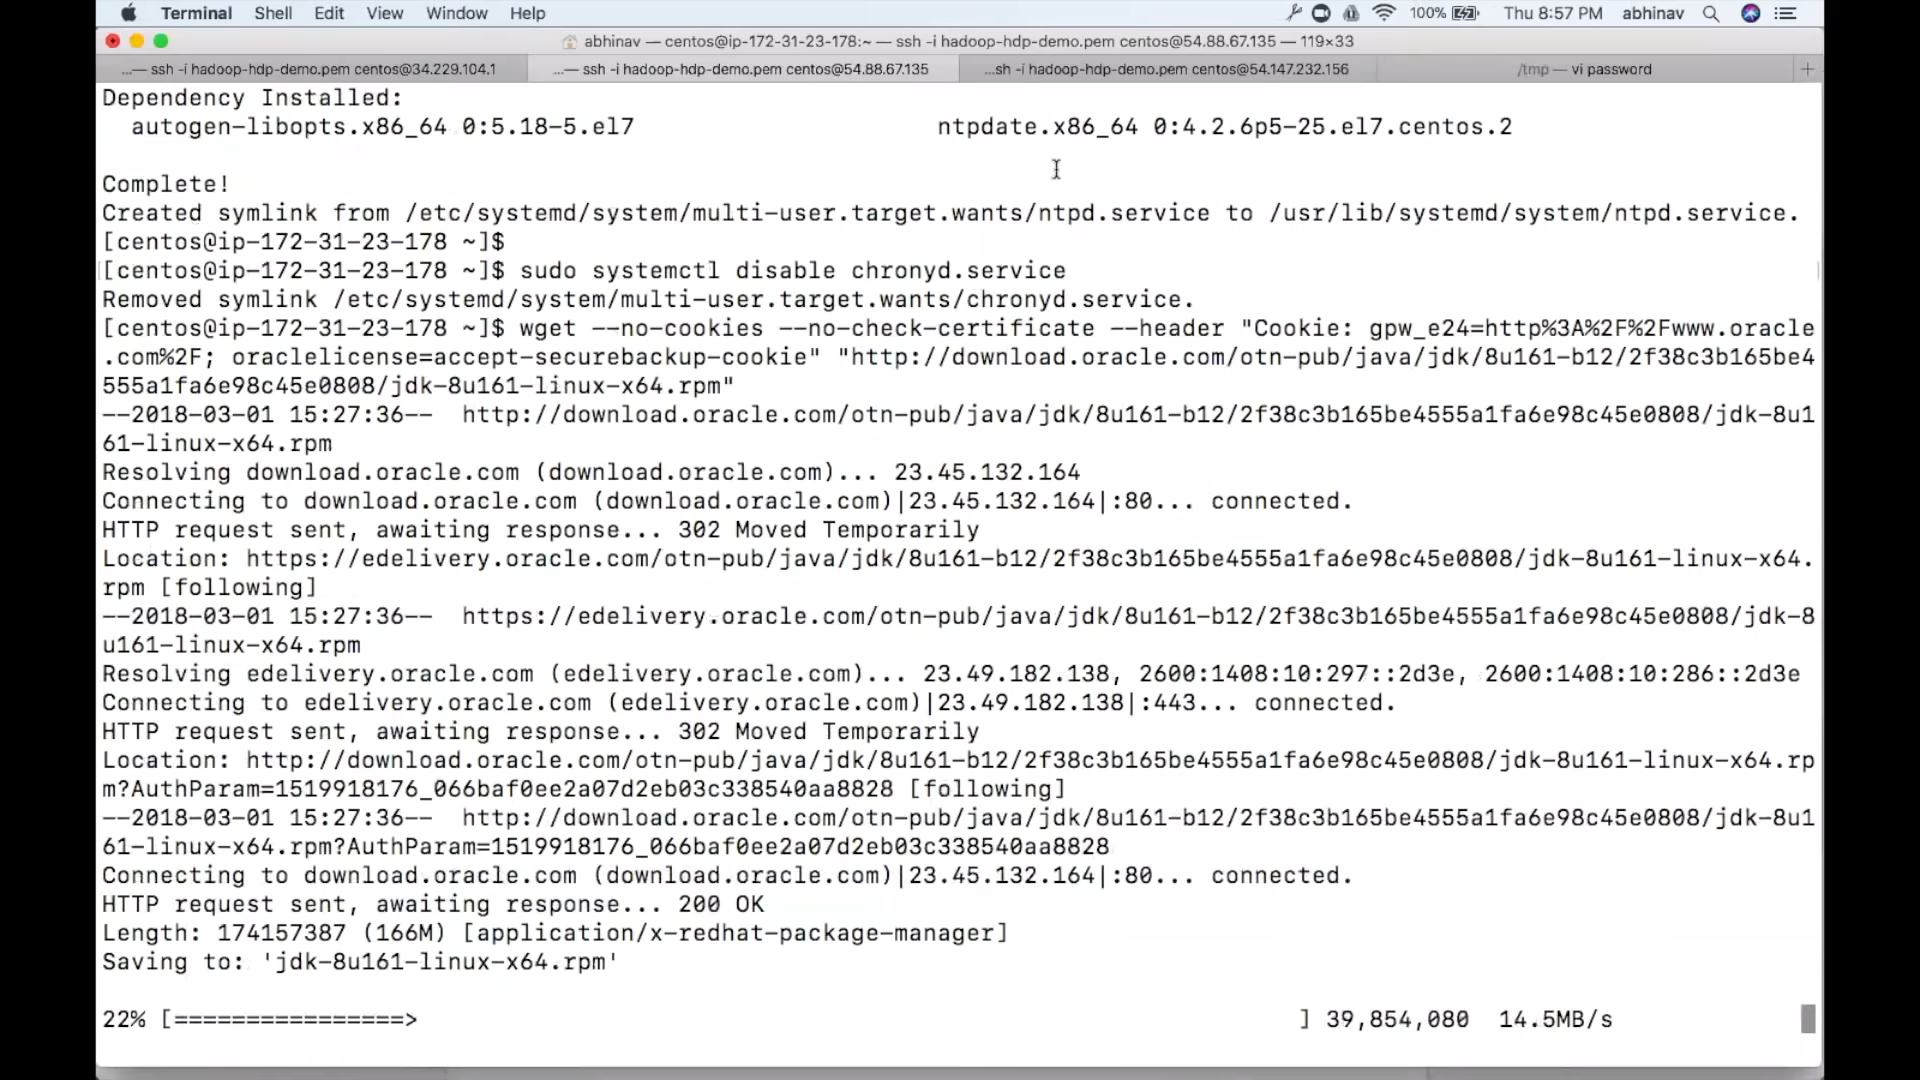 Terminal Shell Edit View Window Help 100% Thu 8:57 PM abhinav
abhinav — centos@ip-172-31-23-178:~ — ssh -i hadoop-hdp-demo.pem centos@54.88.67.135 — 119×33
...— ssh -i hadoop-hdp-demo.pem centos@34.229.104.1 ...— ssh -i hadoop-hdp-demo.pem centos@54.88.67.135 ...sh -i hadoop-hdp-demo.pem centos@54.147.232.156 /tmp — vi password +
Dependency Installed:
autogen-libopts.x86_64 0:5.18-5.el7 ntpdate.x86_64 0:4.2.6p5-25.el7.centos.2
Complete!
Created symlink from /etc/systemd/system/multi-user.target.wants/ntpd.service to /usr/lib/systemd/system/ntpd.service.
[centos@ip-172-31-23-178 ~]$
[centos@ip-172-31-23-178 ~]$ sudo systemctl disable chronyd.service
Removed symlink /etc/systemd/system/multi-user.target.wants/chronyd.service.
[centos@ip-172-31-23-178 ~]$ wget --no-cookies --no-check-certificate --header "Cookie: gpw_e24=http%3A%2F%2Fwww.oracle
.com%2F; oraclelicense=accept-securebackup-cookie" "http://download.oracle.com/otn-pub/java/jdk/8u161-b12/2f38c3b165be4
555a1fa6e98c45e0808/jdk-8u161-linux-x64.rpm"
--2018-03-01 15:27:36-- http://download.oracle.com/otn-pub/java/jdk/8u161-b12/2f38c3b165be4555a1fa6e98c45e0808/jdk-8u1
61-linux-x64.rpm
Resolving download.oracle.com (download.oracle.com)... 23.45.132.164
Connecting to download.oracle.com (download.oracle.com)|23.45.132.164|:80... connected.
HTTP request sent, awaiting response... 302 Moved Temporarily
Location: https://edelivery.oracle.com/otn-pub/java/jdk/8u161-b12/2f38c3b165be4555a1fa6e98c45e0808/jdk-8u161-linux-x64.
rpm [following]
--2018-03-01 15:27:36-- https://edelivery.oracle.com/otn-pub/java/jdk/8u161-b12/2f38c3b165be4555a1fa6e98c45e0808/jdk-8
u161-linux-x64.rpm
Resolving edelivery.oracle.com (edelivery.oracle.com)... 23.49.182.138, 2600:1408:10:297::2d3e, 2600:1408:10:286::2d3e
Connecting to edelivery.oracle.com (edelivery.oracle.com)|23.49.182.138|:443... connected.
HTTP request sent, awaiting response... 302 Moved Temporarily
Location: http://download.oracle.com/otn-pub/java/jdk/8u161-b12/2f38c3b165be4555a1fa6e98c45e0808/jdk-8u161-linux-x64.rp
m?AuthParam=1519918176_066baf0ee2a07d2eb03c338540aa8828 [following]
--2018-03-01 15:27:36-- http://download.oracle.com/otn-pub/java/jdk/8u161-b12/2f38c3b165be4555a1fa6e98c45e0808/jdk-8u1
61-linux-x64.rpm?AuthParam=1519918176_066baf0ee2a07d2eb03c338540aa8828
Connecting to download.oracle.com (download.oracle.com)|23.45.132.164|:80... connected.
HTTP request sent, awaiting response... 200 OK
Length: 174157387 (166M) [application/x-redhat-package-manager]
Saving to: 'jdk-8u161-linux-x64.rpm'
22% [================> ] 39,854,080 14.5MB/s